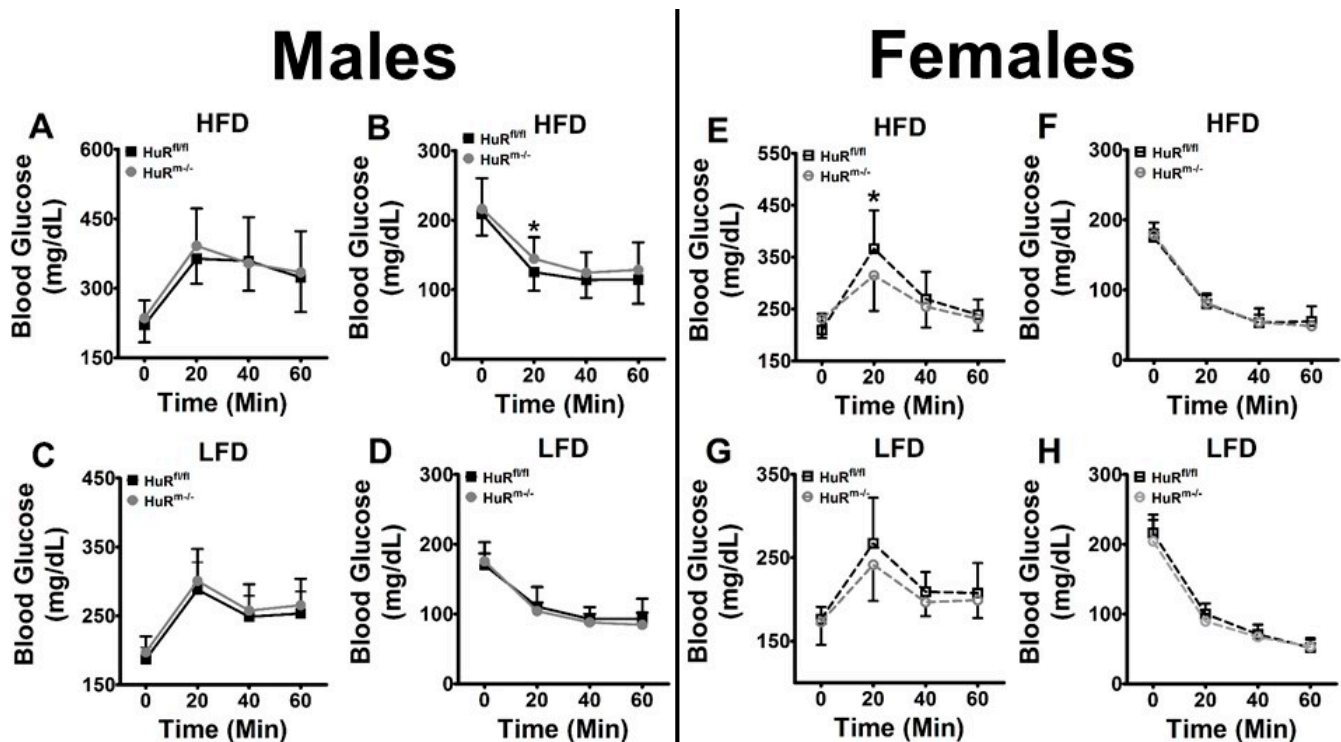 Males
Females
A
HFD
HuR^fl/fl
HuR^m-/-
600
450
300
150
Blood Glucose
(mg/dL)
0 20 40 60
Time (Min)
B
HFD
HuR^fl/fl
HuR^m-/-
300
200
100
0
Blood Glucose
(mg/dL)
*
0 20 40 60
Time (Min)
E
HFD
HuR^fl/fl
HuR^m-/-
550
450
350
250
150
Blood Glucose
(mg/dL)
*
0 20 40 60
Time (Min)
F
HFD
HuR^fl/fl
HuR^m-/-
300
200
100
0
Blood Glucose
(mg/dL)
0 20 40 60
Time (Min)
C
LFD
HuR^fl/fl
HuR^m-/-
450
350
250
150
Blood Glucose
(mg/dL)
0 20 40 60
Time (Min)
D
LFD
HuR^fl/fl
HuR^m-/-
300
200
100
0
Blood Glucose
(mg/dL)
0 20 40 60
Time (Min)
G
LFD
HuR^fl/fl
HuR^m-/-
350
250
150
Blood Glucose
(mg/dL)
0 20 40 60
Time (Min)
H
LFD
HuR^fl/fl
HuR^m-/-
300
200
100
0
Blood Glucose
(mg/dL)
0 20 40 60
Time (Min)